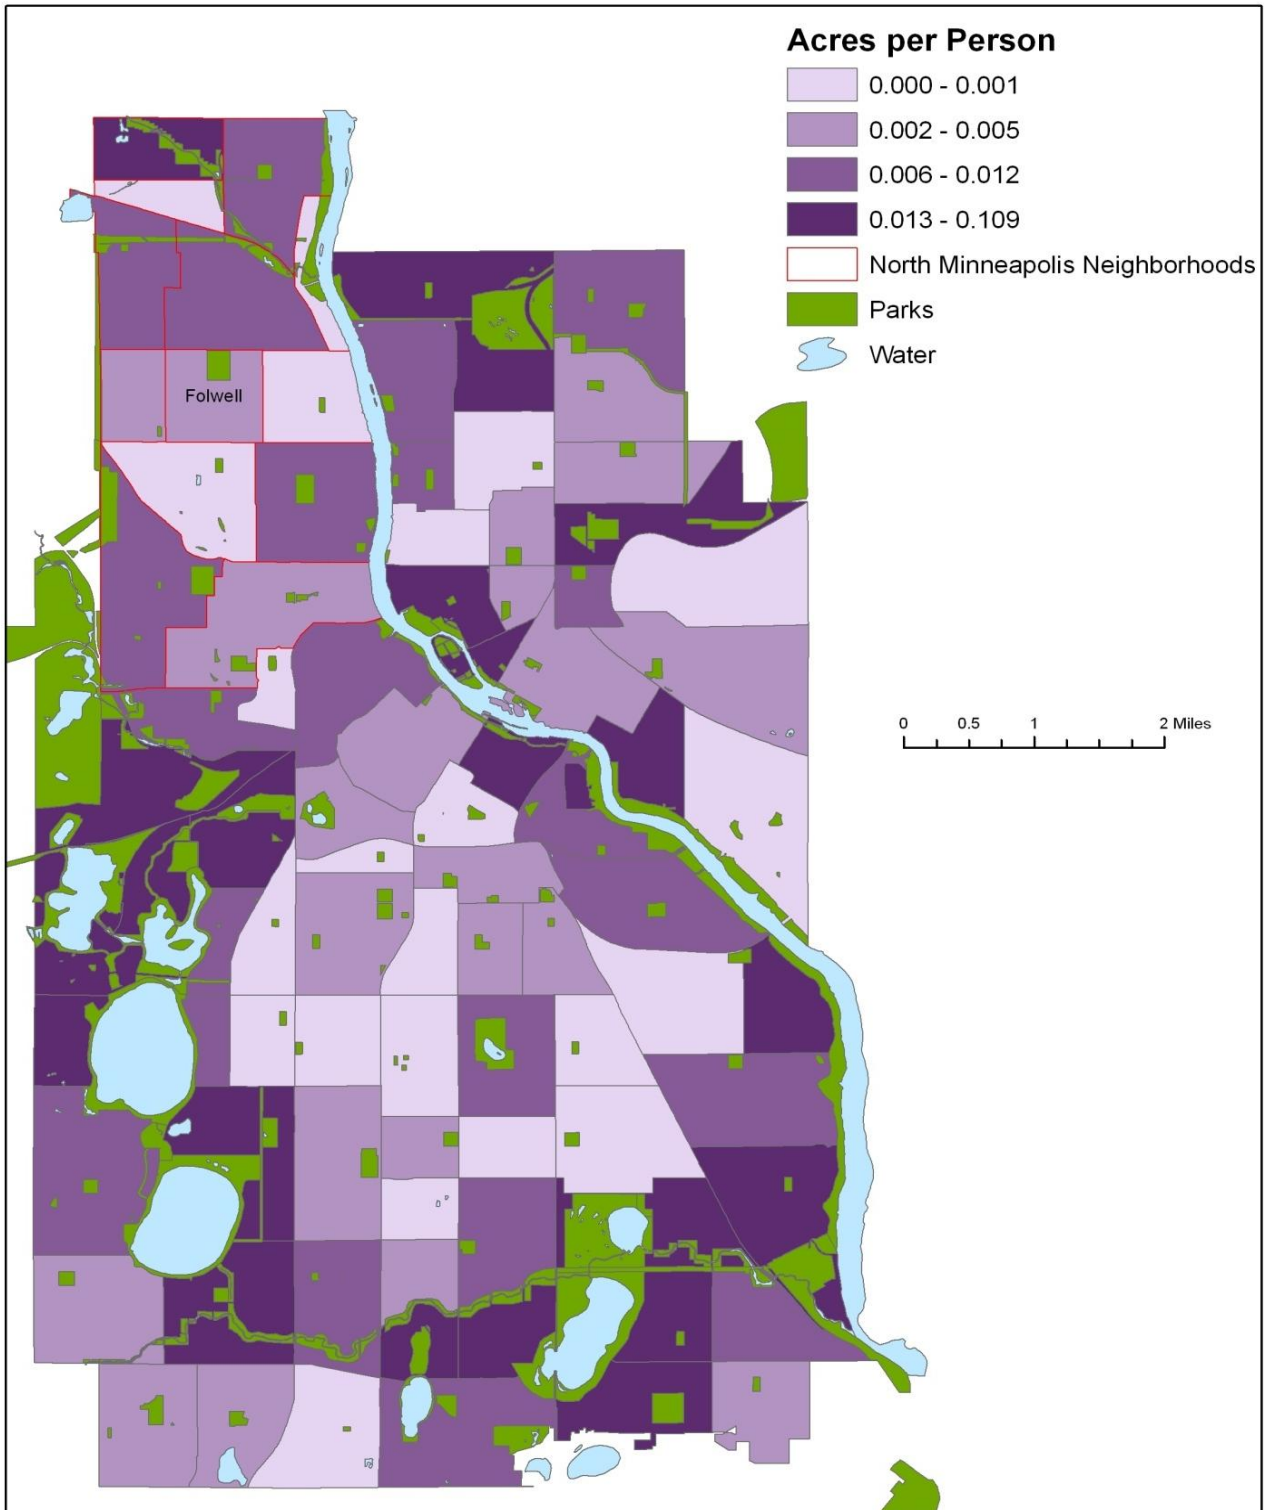 Acres per Person
0.000 - 0.001
0.002 - 0.005
0.006 - 0.012
0.013 - 0.109
North Minneapolis Neighborhoods
Parks
Water
Folwell
0 0.5 1 2 Miles